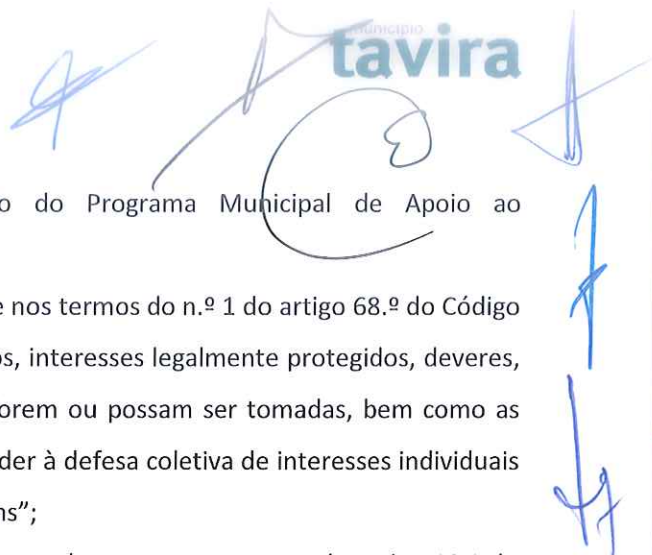 município
tavira
o do Programa Municipal de Apoio ao
e nos termos do n.º 1 do artigo 68.º do Código
os, interesses legalmente protegidos, deveres,
orem ou possam ser tomadas, bem como as
der à defesa coletiva de interesses individuais
ns";